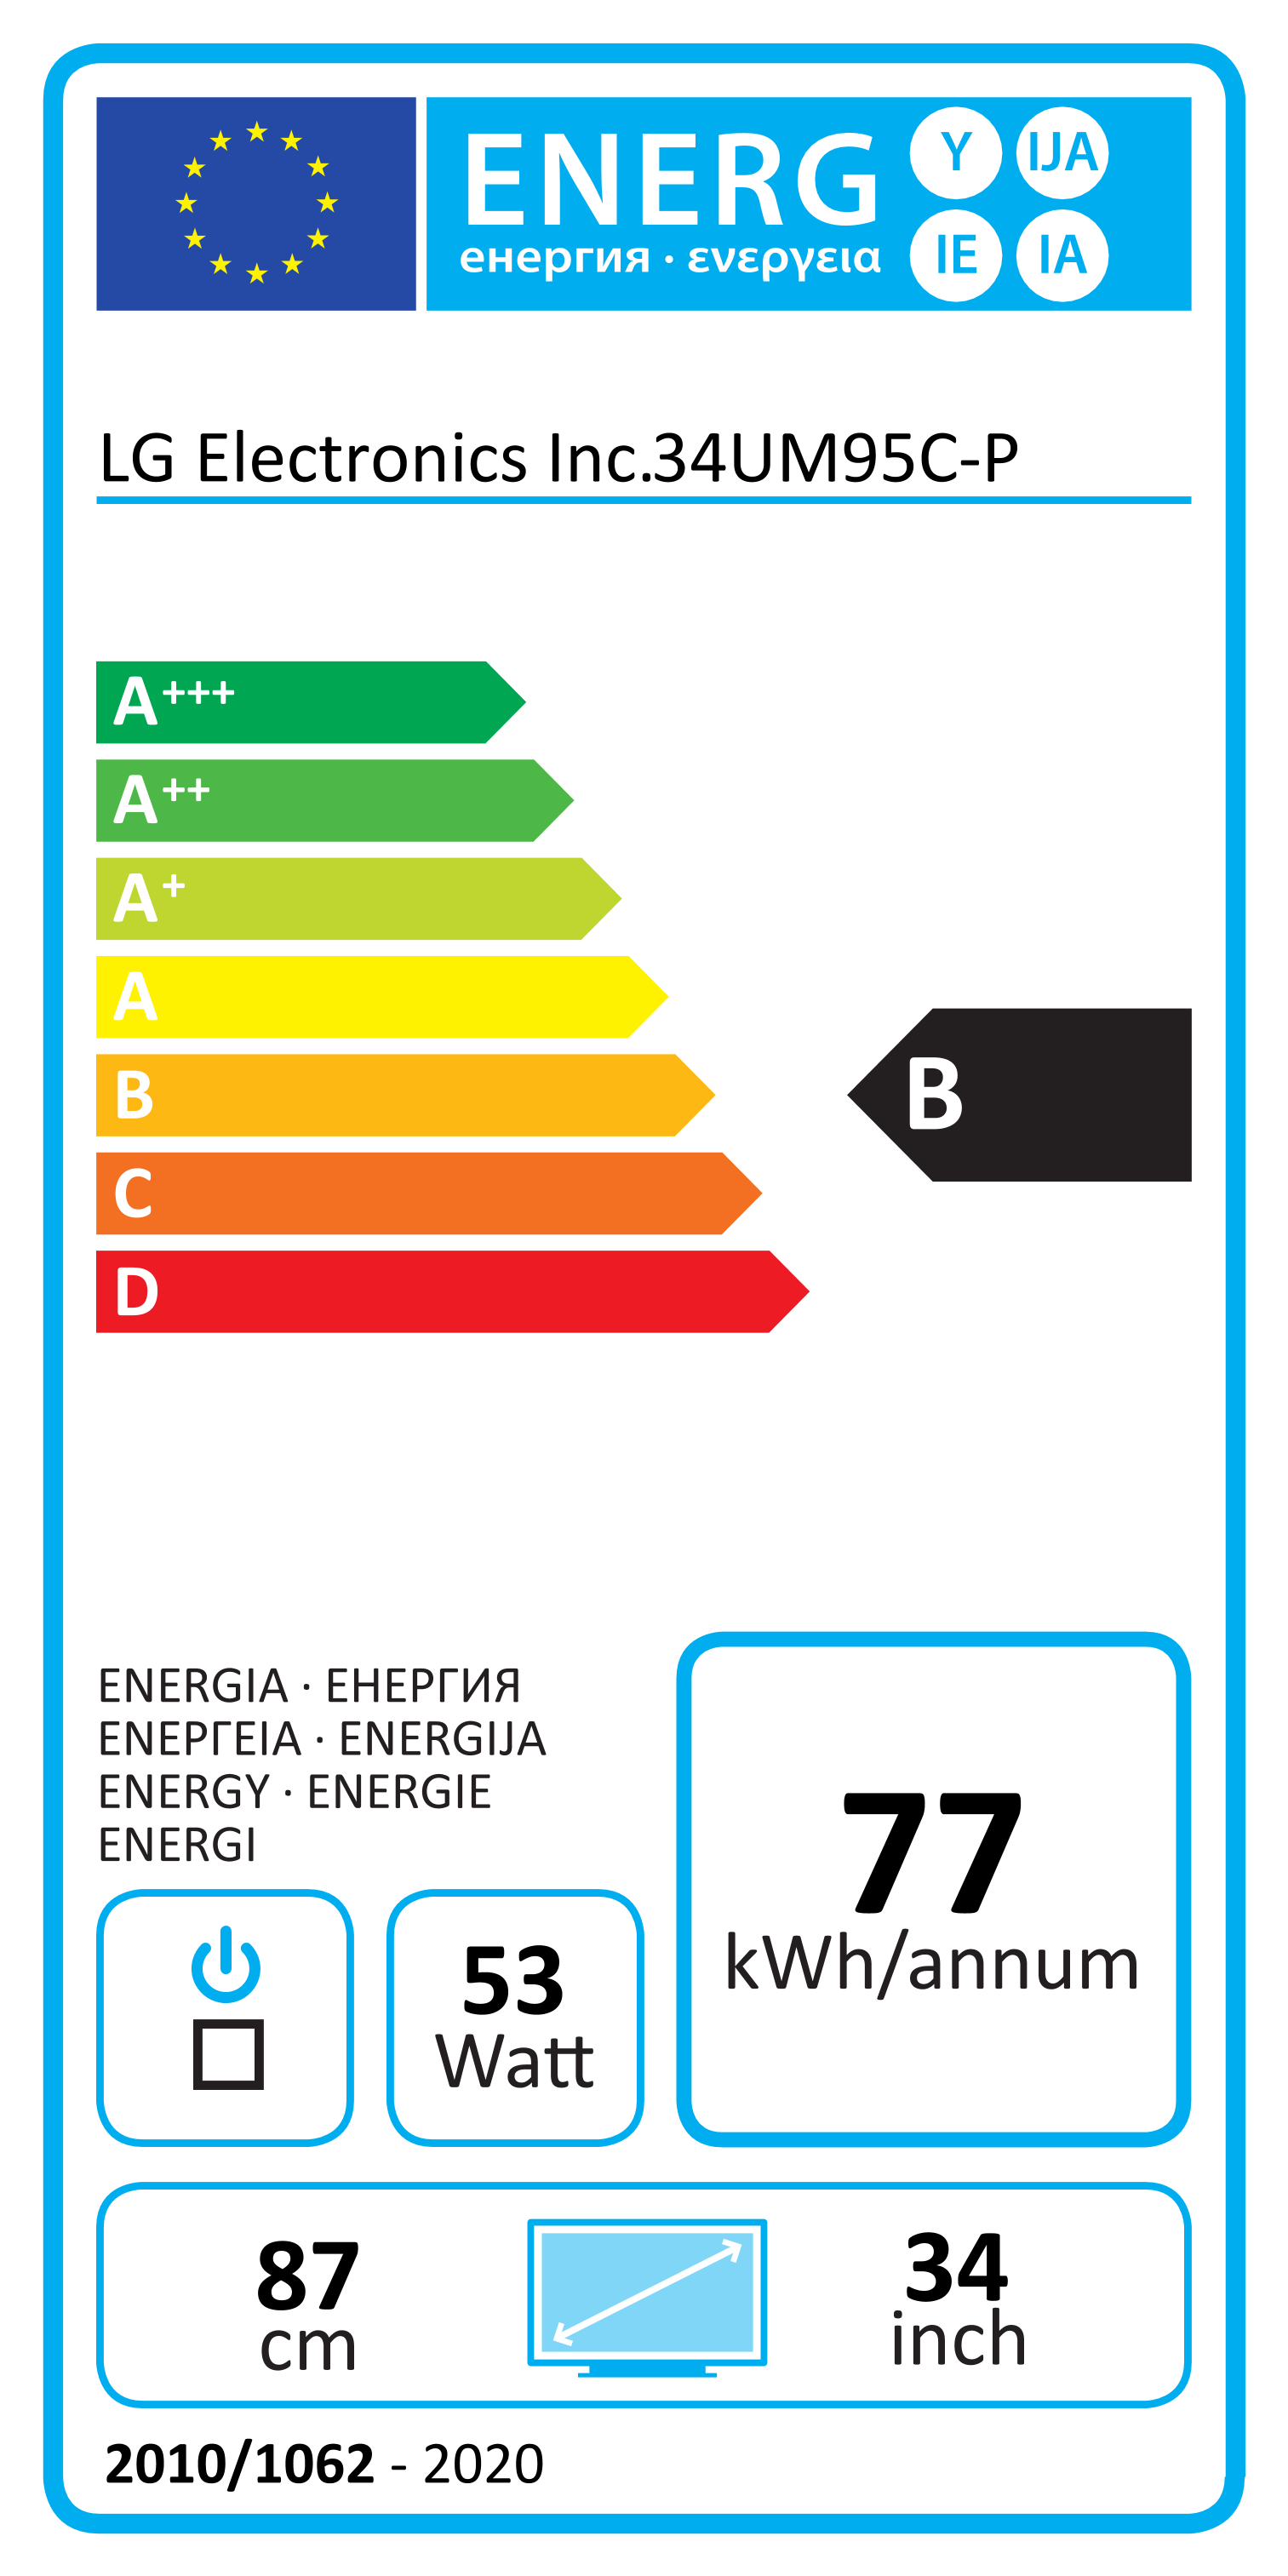 ENERG Y IJA
енергия · ενεργεια IE IA
LG Electronics Inc.34UM95C-P
A+++
A++
A+
A
B
B
C
D
ENERGIA · ЕНЕРГИЯ
ΕΝΕΡΓΕΙΑ · ENERGIJA
ENERGY · ENERGIE
ENERGI
77
kWh/annum
53
Watt
87
cm
34
inch
2010/1062 - 2020